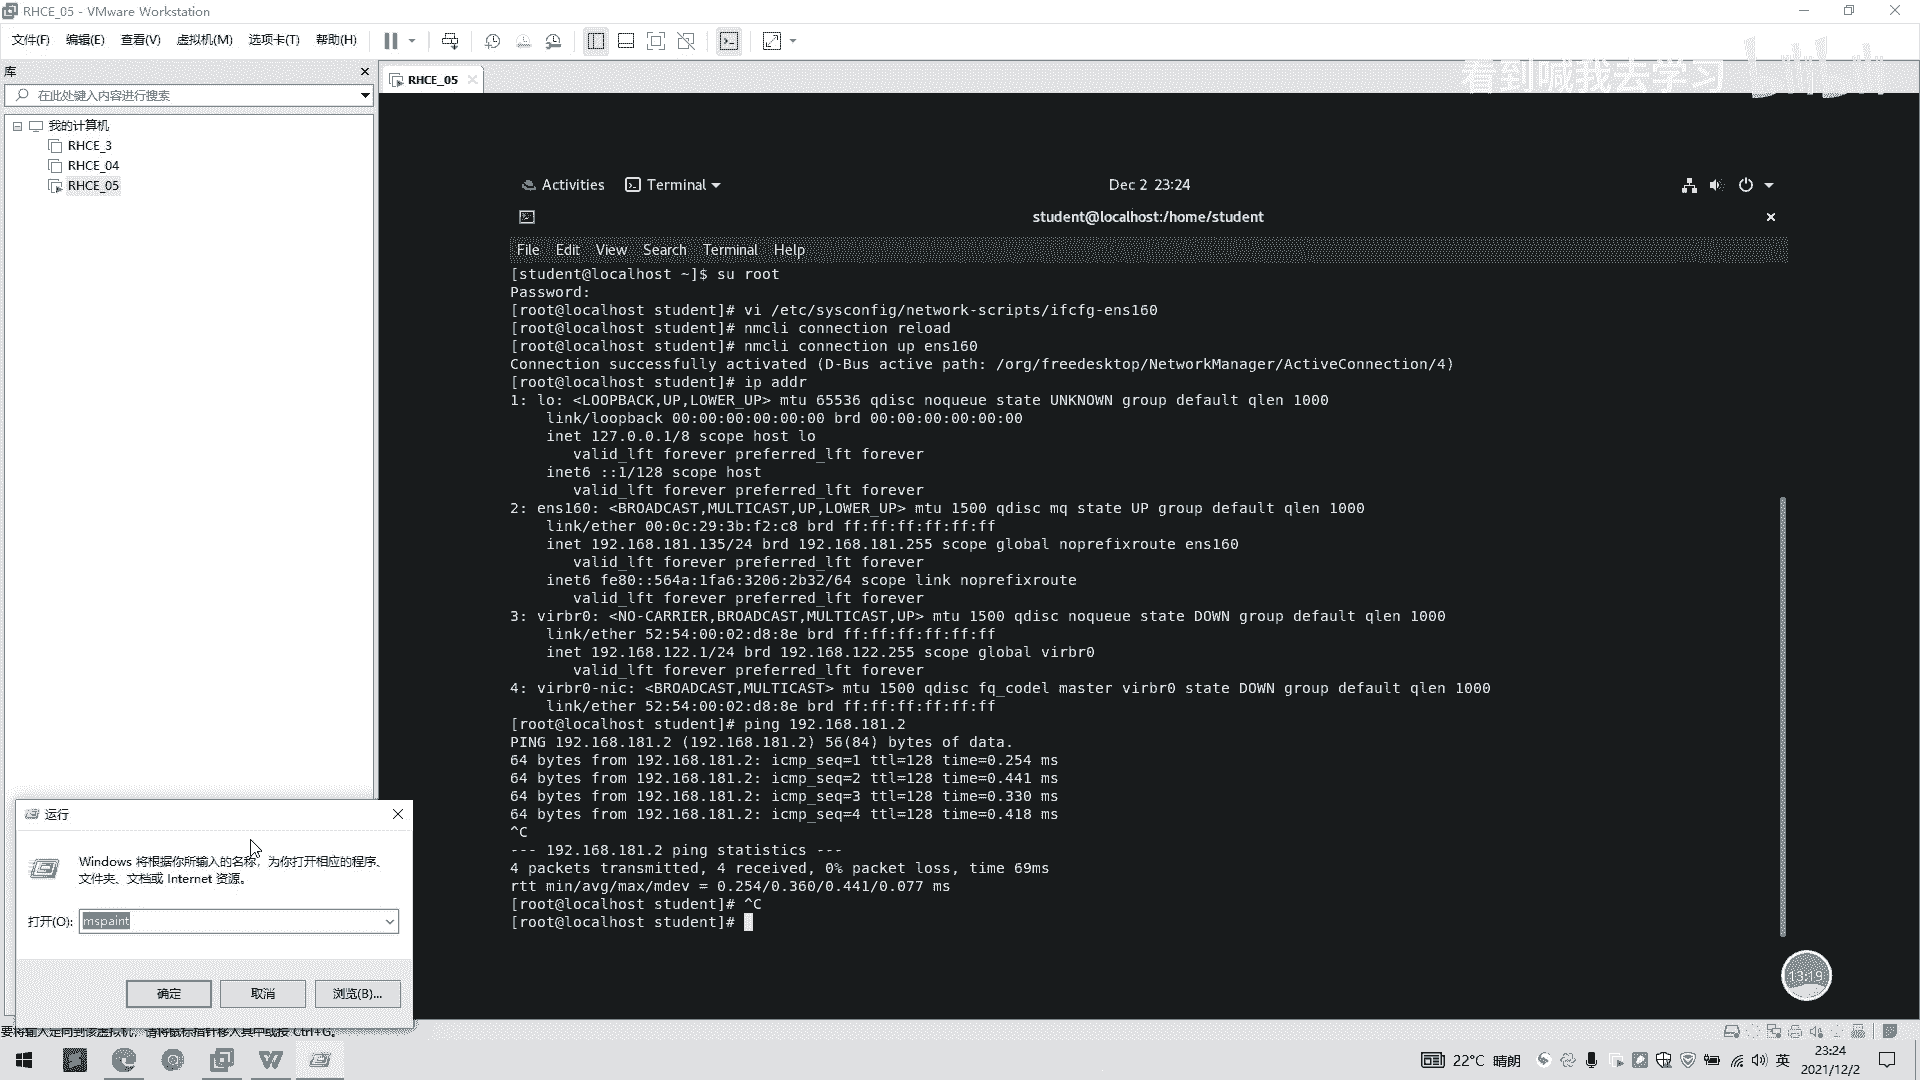 RHCE_05 - VMware Workstation
文件(F) 编辑(E) 查看(V) 虚拟机(M) 选项卡(T) 帮助(H)
库
在此处键入内容进行搜索
我的计算机
RHCE_3
RHCE_04
RHCE_05
RHCE_05
看到喊我去学习
bilibili
Activities Terminal Dec 2 23:24
student@localhost:/home/student
File Edit View Search Terminal Help
[student@localhost ~]$ su root
Password:
[root@localhost student]# vi /etc/sysconfig/network-scripts/ifcfg-ens160
[root@localhost student]# nmcli connection reload
[root@localhost student]# nmcli connection up ens160
Connection successfully activated (D-Bus active path: /org/freedesktop/NetworkManager/ActiveConnection/4)
[root@localhost student]# ip addr
1: lo: <LOOPBACK,UP,LOWER_UP> mtu 65536 qdisc noqueue state UNKNOWN group default qlen 1000
link/loopback 00:00:00:00:00:00 brd 00:00:00:00:00:00
inet 127.0.0.1/8 scope host lo
valid_lft forever preferred_lft forever
inet6 ::1/128 scope host
valid_lft forever preferred_lft forever
2: ens160: <BROADCAST,MULTICAST,UP,LOWER_UP> mtu 1500 qdisc mq state UP group default qlen 1000
link/ether 00:0c:29:3b:f2:c8 brd ff:ff:ff:ff:ff:ff
inet 192.168.181.135/24 brd 192.168.181.255 scope global noprefixroute ens160
valid_lft forever preferred_lft forever
inet6 fe80::564a:1fa6:3206:2b32/64 scope link noprefixroute
valid_lft forever preferred_lft forever
3: virbr0: <NO-CARRIER,BROADCAST,MULTICAST,UP> mtu 1500 qdisc noqueue state DOWN group default qlen 1000
link/ether 52:54:00:02:d8:8e brd ff:ff:ff:ff:ff:ff
inet 192.168.122.1/24 brd 192.168.122.255 scope global virbr0
valid_lft forever preferred_lft forever
4: virbr0-nic: <BROADCAST,MULTICAST> mtu 1500 qdisc fq_codel master virbr0 state DOWN group default qlen 1000
link/ether 52:54:00:02:d8:8e brd ff:ff:ff:ff:ff:ff
[root@localhost student]# ping 192.168.181.2
PING 192.168.181.2 (192.168.181.2) 56(84) bytes of data.
64 bytes from 192.168.181.2: icmp_seq=1 ttl=128 time=0.254 ms
64 bytes from 192.168.181.2: icmp_seq=2 ttl=128 time=0.441 ms
64 bytes from 192.168.181.2: icmp_seq=3 ttl=128 time=0.330 ms
64 bytes from 192.168.181.2: icmp_seq=4 ttl=128 time=0.418 ms
^C
--- 192.168.181.2 ping statistics ---
4 packets transmitted, 4 received, 0% packet loss, time 69ms
rtt min/avg/max/mdev = 0.254/0.360/0.441/0.077 ms
[root@localhost student]# ^C
[root@localhost student]#
运行
Windows 将根据你所输入的名称，为你打开相应的程序、
文件夹、文档或 Internet 资源。
打开(O): mspaint
确定 取消 浏览(B)...
13:19
要将输入定向到该虚拟机，请将鼠标指针移入其中或按 Ctrl+G。
22°C 晴朗 英 23:24
2021/12/2